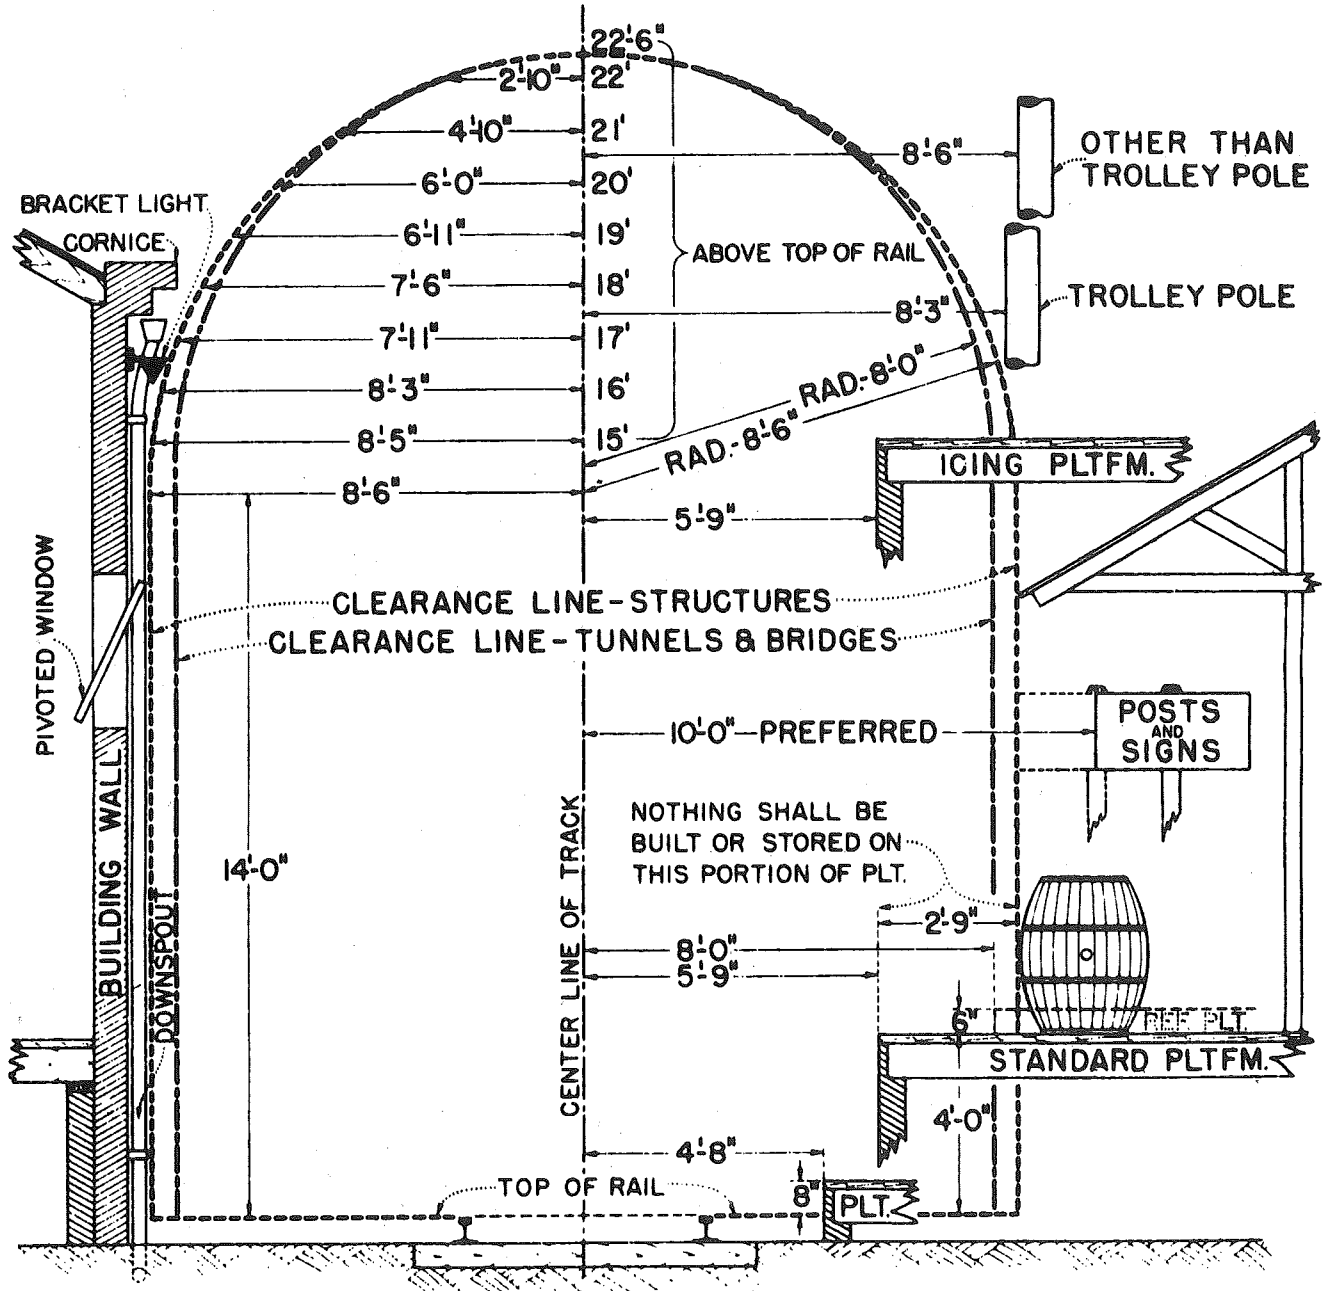 22'-6"
2'-10" 22'
4'-10" 21'
8'-6"
OTHER THAN
TROLLEY POLE
6'-0" 20'
BRACKET LIGHT
CORNICE
6'-11" 19'
ABOVE TOP OF RAIL
7'-6" 18'
TROLLEY POLE
8'-3"
7'-11" 17'
RAD.-8'-0"
8'-3" 16'
RAD.-8'-6"
8'-5" 15'
ICING PLTFM.
8'-6"
5'-9"
PIVOTED WINDOW
CLEARANCE LINE-STRUCTURES
CLEARANCE LINE-TUNNELS & BRIDGES
10'-0" PREFERRED
POSTS
AND
SIGNS
BUILDING WALL
DOWNSPOUT
14'-0"
CENTER LINE OF TRACK
NOTHING SHALL BE
BUILT OR STORED ON
THIS PORTION OF PLT.
2'-9"
8'-0"
5'-9"
6"
REF. PLT.
STANDARD PLTFM.
4'-0"
4'-8"
TOP OF RAIL
8"
PLT.